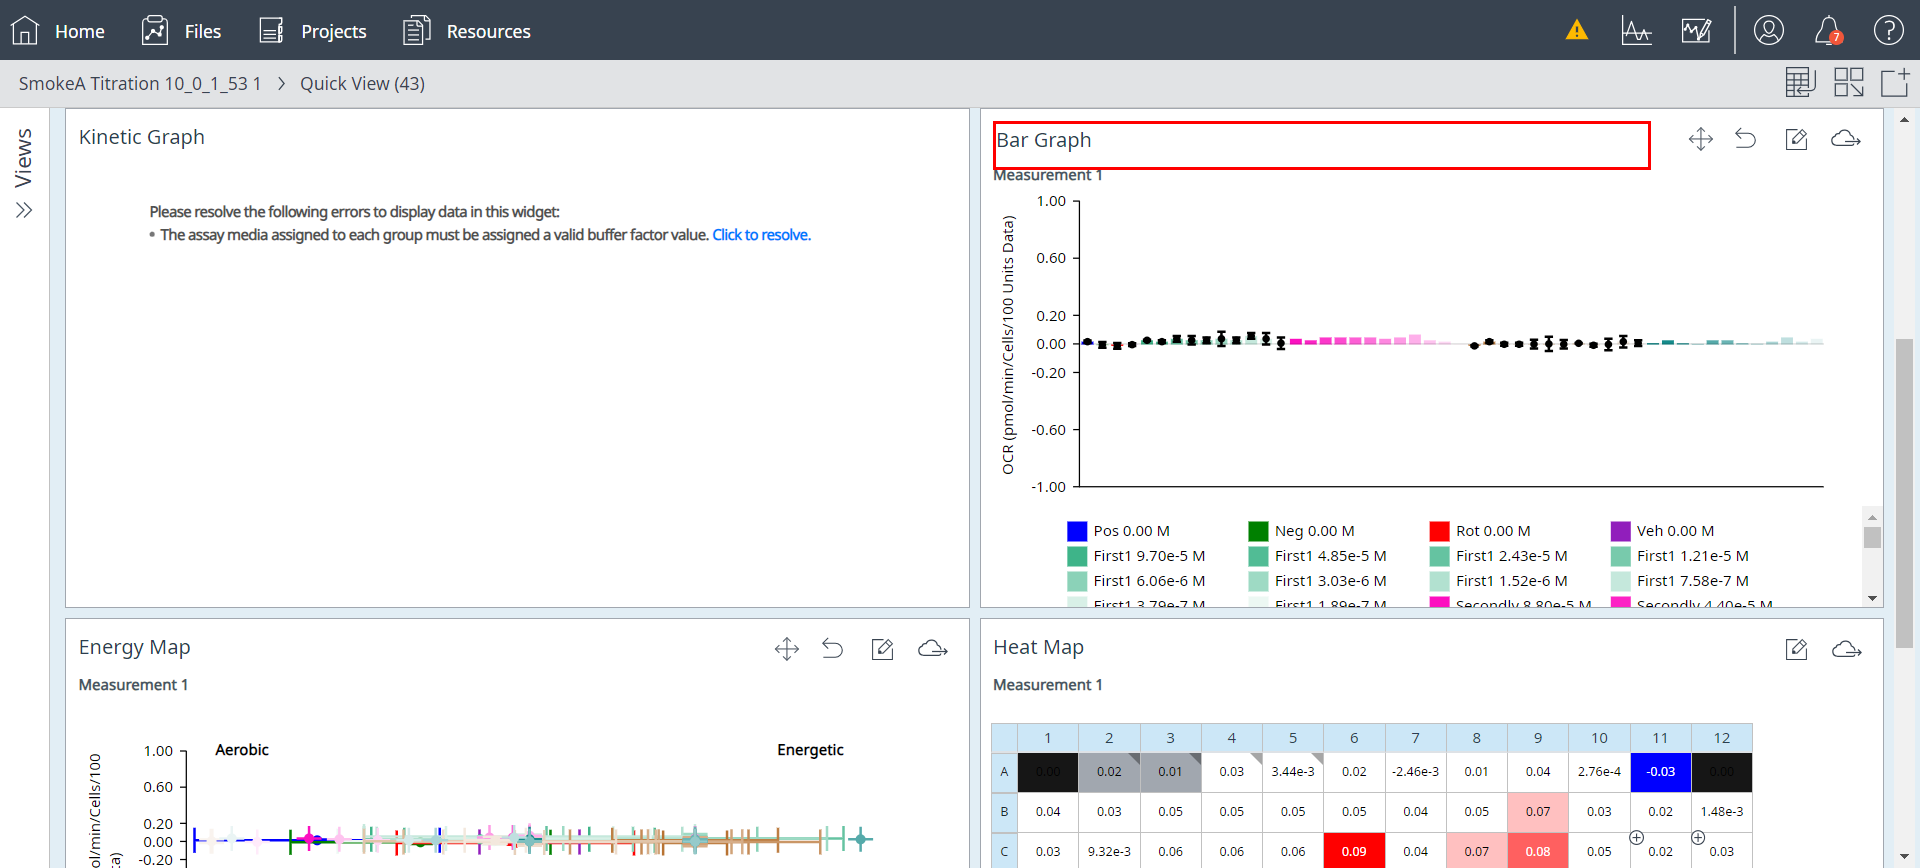 Home Files Projects Resources 7 ?
SmokeA Titration 10_0_1_53 1 > Quick View (43)
Views
Kinetic Graph
Please resolve the following errors to display data in this widget:
• The assay media assigned to each group must be assigned a valid buffer factor value. Click to resolve.
Bar Graph
Measurement 1
OCR (pmol/min/Cells/100 Units Data)
1.00
0.60
0.20
0.00
-0.20
-0.60
-1.00
Pos 0.00 M Neg 0.00 M Rot 0.00 M Veh 0.00 M
First1 9.70e-5 M First1 4.85e-5 M First1 2.43e-5 M First1 1.21e-5 M
First1 6.06e-6 M First1 3.03e-6 M First1 1.52e-6 M First1 7.58e-7 M
First1 3.79e-7 M First1 1.89e-7 M Secondly 8.80e-5 M Secondly 4.40e-5 M
Energy Map
Measurement 1
Aerobic Energetic
ol/min/Cells/100
ta)
1.00
0.60
0.20
0.00
-0.20
Heat Map
Measurement 1
1 2 3 4 5 6 7 8 9 10 11 12
A 0.00 0.02 0.01 0.03 3.44e-3 0.02 -2.46e-3 0.01 0.04 2.76e-4 -0.03 0.00
B 0.04 0.03 0.05 0.05 0.05 0.05 0.04 0.05 0.07 0.03 0.02 1.48e-3
C 0.03 9.32e-3 0.06 0.06 0.06 0.09 0.04 0.07 0.08 0.05 0.02 0.03